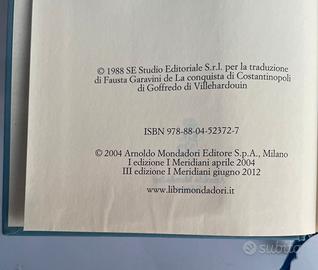 © 1988 SE Studio Editoriale S.r.l. per la traduzione
di Fausta Garavini de La conquista di Costantinopoli
di Goffredo di Villehardouin
ISBN 978-88-04-52372-7
© 2004 Arnoldo Mondadori Editore S.p.A., Milano
I edizione I Meridiani aprile 2004
III edizione I Meridiani giugno 2012
www.librimondadori.it
subito